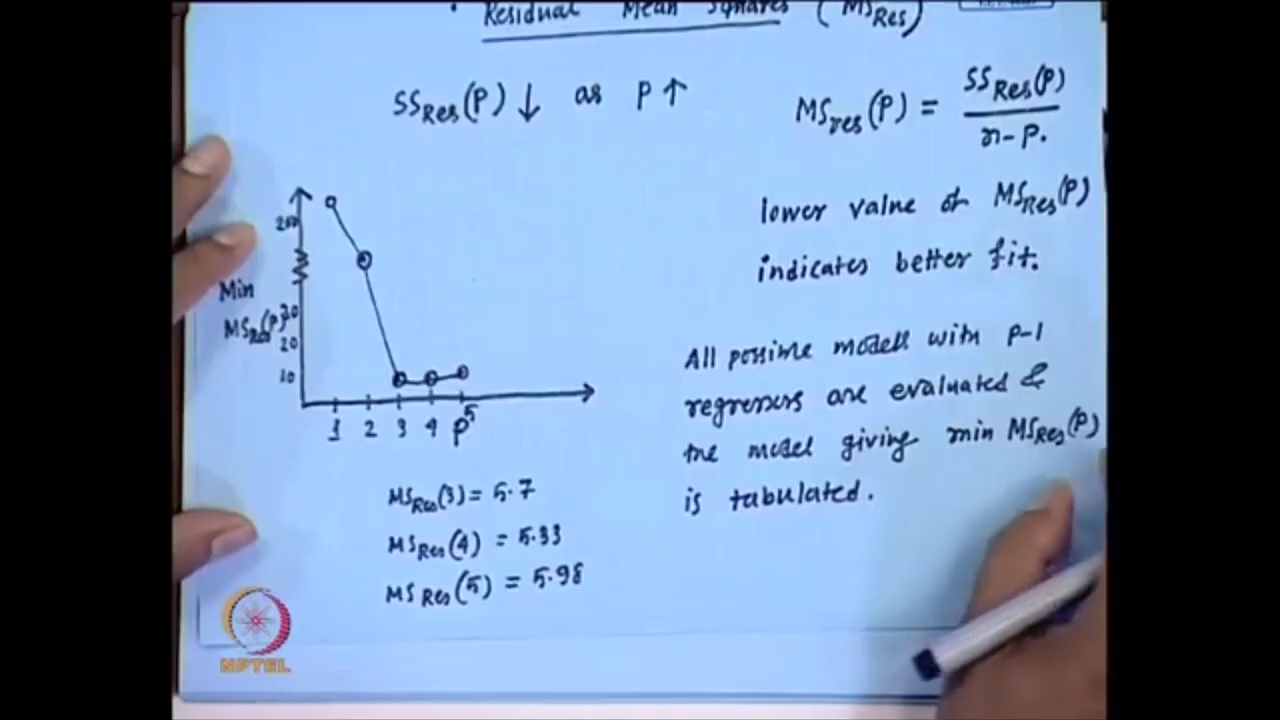 Residual Mean Squares (MS_Res)
SS_Res(P) ↓ as P ↑
MS_res(P) = SS_Res(P) / n-P.
lower value of MS_Res(P)
indicates better fit.
All possible models with P-1
regressors are evaluated &
the model giving min MS_Res(P)
is tabulated.
Min
MS_Res(P)
200
30
20
10
1 2 3 4 5
P
MS_Res(3) = 5.7
MS_Res(4) = 5.33
MS_Res(5) = 5.98
NPTEL